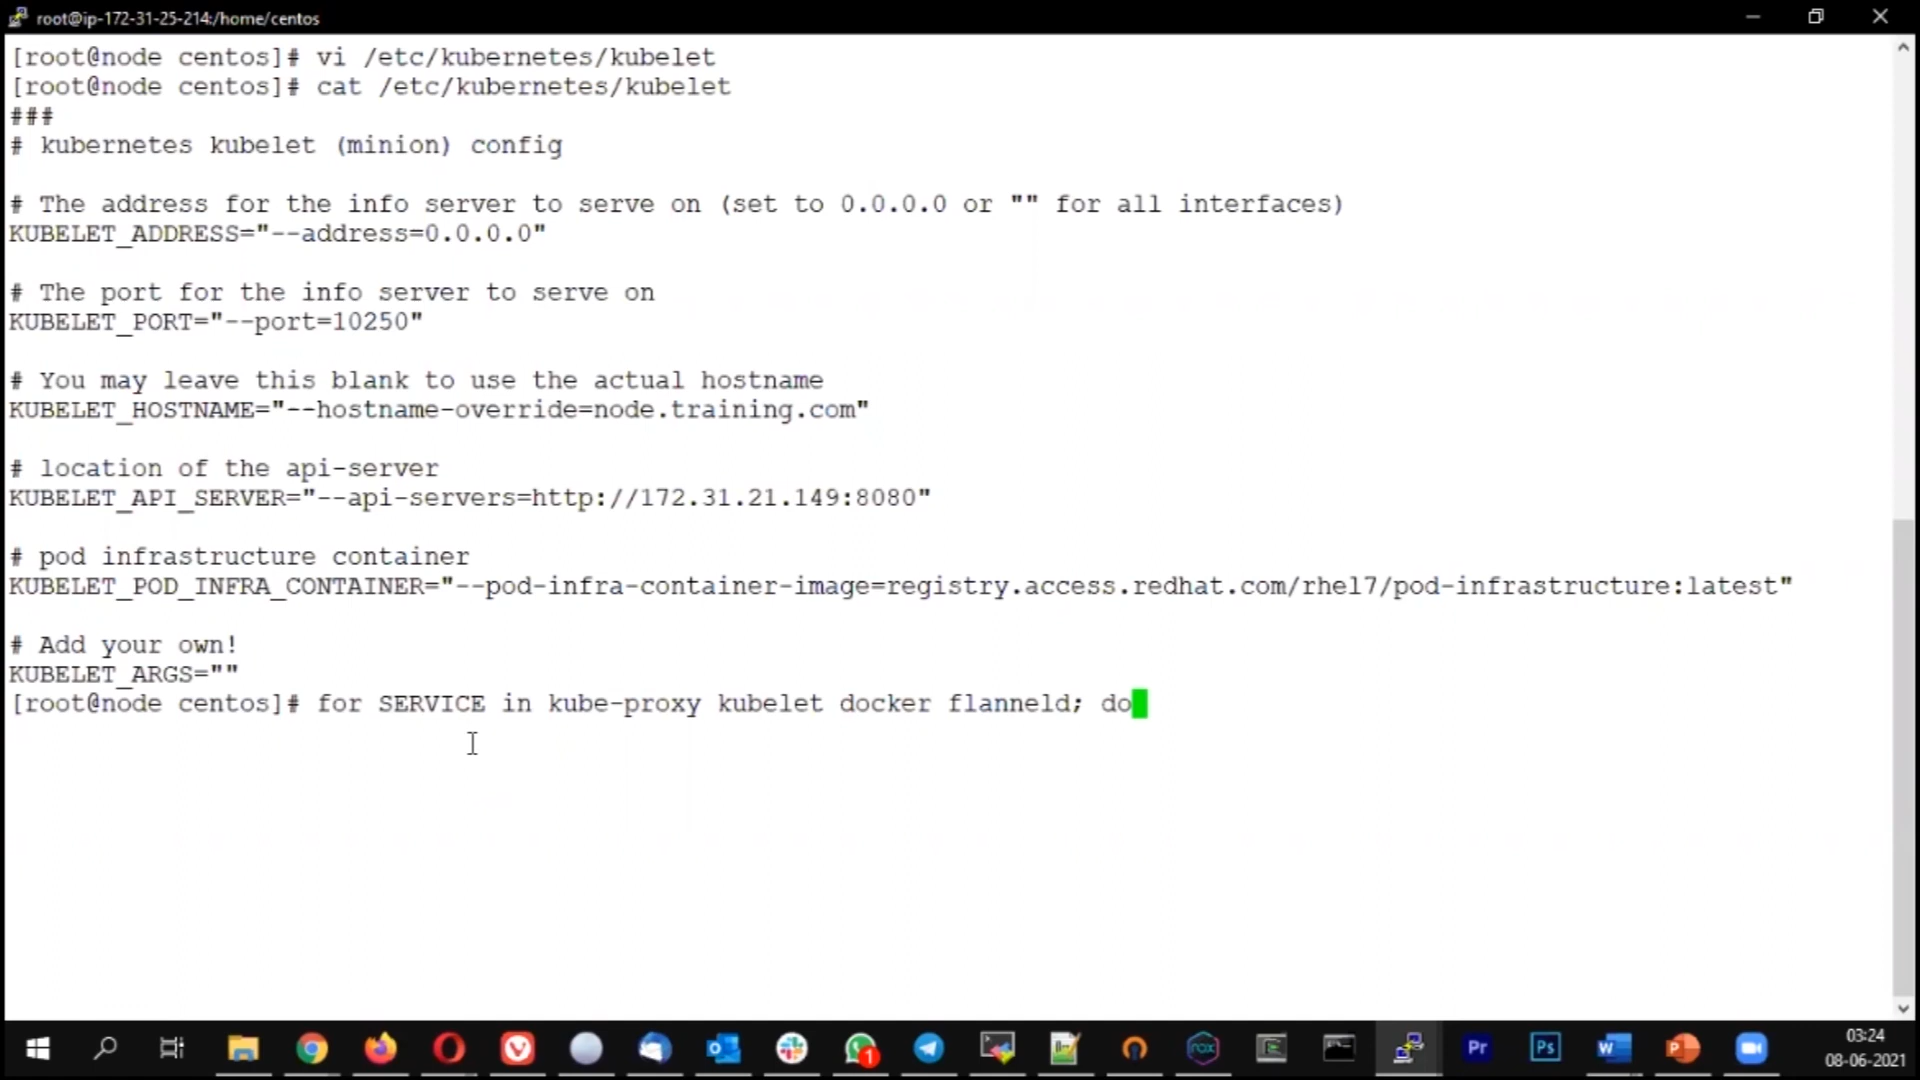 root@ip-172-31-25-214:/home/centos
[root@node centos]# vi /etc/kubernetes/kubelet
[root@node centos]# cat /etc/kubernetes/kubelet
###
# kubernetes kubelet (minion) config
# The address for the info server to serve on (set to 0.0.0.0 or "" for all interfaces)
KUBELET_ADDRESS="--address=0.0.0.0"
# The port for the info server to serve on
KUBELET_PORT="--port=10250"
# You may leave this blank to use the actual hostname
KUBELET_HOSTNAME="--hostname-override=node.training.com"
# location of the api-server
KUBELET_API_SERVER="--api-servers=http://172.31.21.149:8080"
# pod infrastructure container
KUBELET_POD_INFRA_CONTAINER="--pod-infra-container-image=registry.access.redhat.com/rhel7/pod-infrastructure:latest"
# Add your own!
KUBELET_ARGS=""
[root@node centos]# for SERVICE in kube-proxy kubelet docker flanneld; do
1
Pr
Ps
03:24
08-06-2021